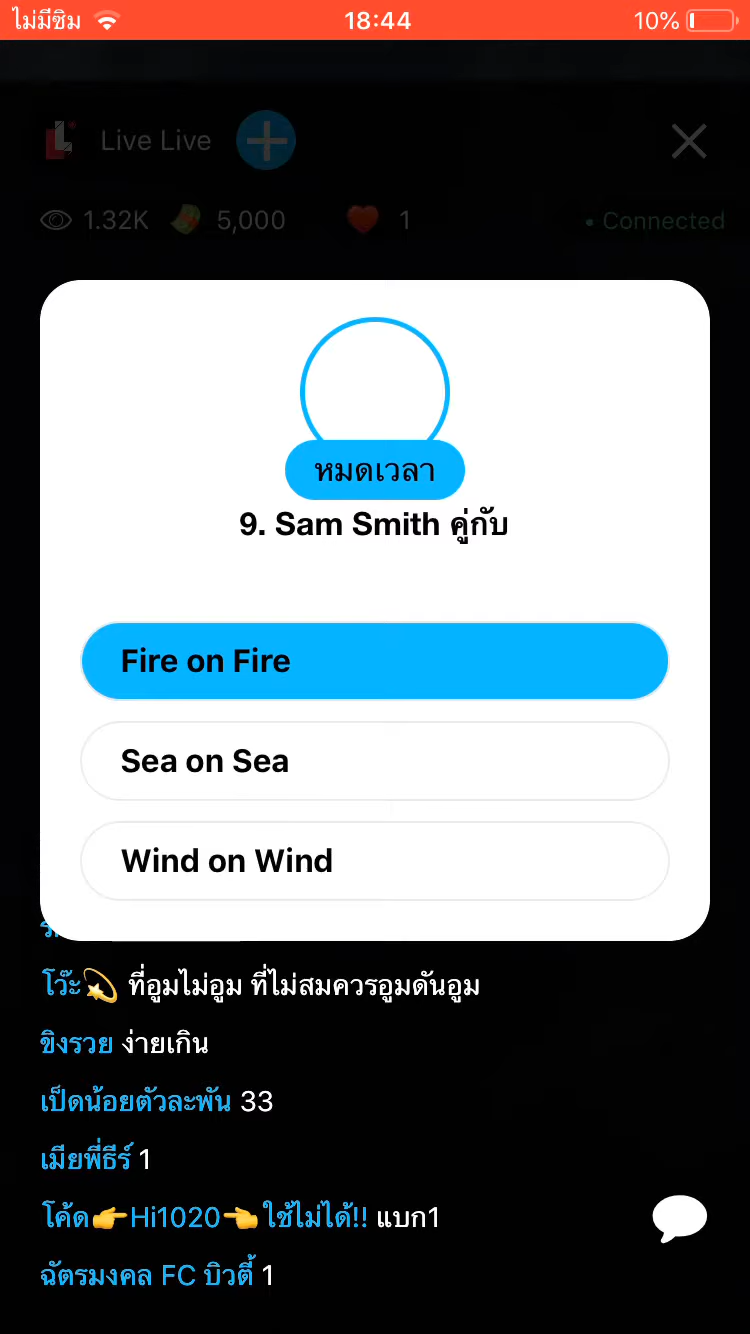 ไม่มีซิม 18:44 10%
Live Live
1.32K 5,000 1 • Connected
หมดเวลา
9. Sam Smith คู่กับ
Fire on Fire
Sea on Sea
Wind on Wind
โว๊ะ💫 ที่อูมไม่อูม ที่ไม่สมควรอูมดันอูม
ขิงรวย ง่ายเกิน
เป็ดน้อยตัวละพัน 33
เมียพี่ธีร์ 1
โค้ด👉Hi1020👈ใช้ไม่ได้!! แบก1
ฉัตรมงคล FC บิวตี้ 1